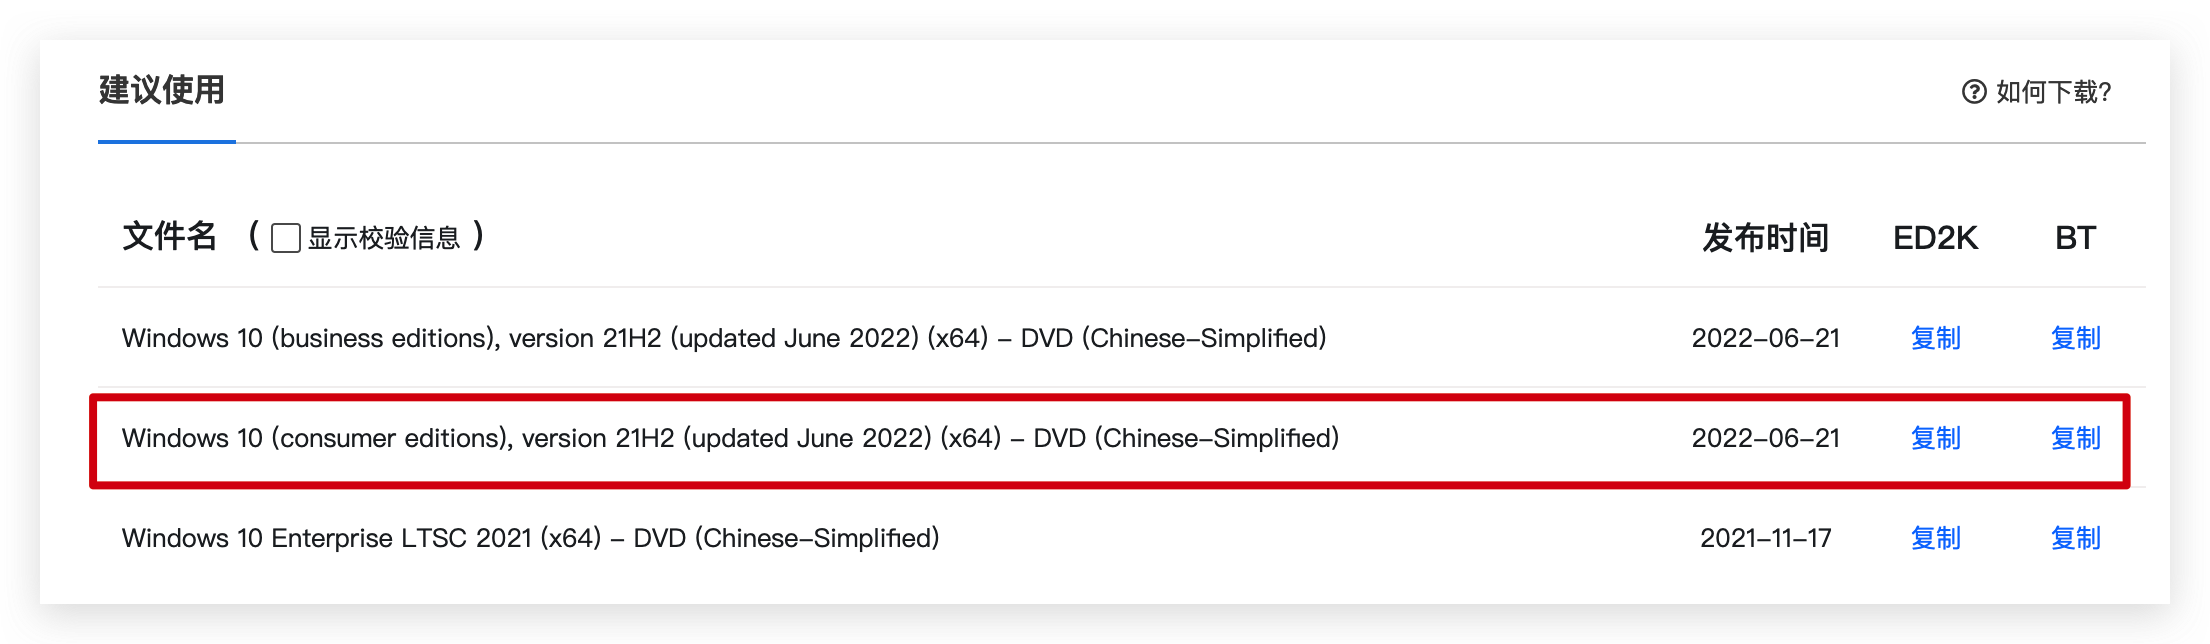 建议使用
如何下载?
文件名 ( 显示校验信息 ) 发布时间 ED2K BT
Windows 10 (business editions), version 21H2 (updated June 2022) (x64) - DVD (Chinese-Simplified) 2022-06-21 复制 复制
Windows 10 (consumer editions), version 21H2 (updated June 2022) (x64) - DVD (Chinese-Simplified) 2022-06-21 复制 复制
Windows 10 Enterprise LTSC 2021 (x64) - DVD (Chinese-Simplified) 2021-11-17 复制 复制